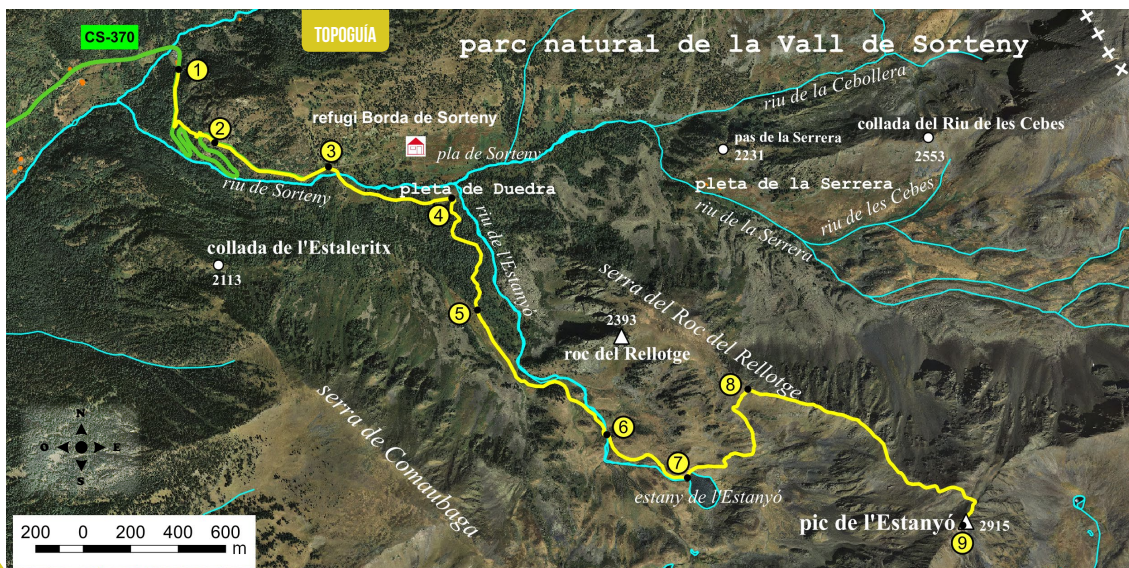 CS-370
TOPOGUÍA
parc natural de la Vall de Sorteny
1
riu de la Cebollera
refugi Borda de Sorteny
2
pas de la Serrera
2231
collada del Riu de les Cebes
2553
3
pla de Sorteny
riu de Sorteny
pleta de Duedra
pleta de la Serrera
4
riu de l'Estanyó
riu de la Serrera
riu de les Cebes
collada de l'Estaleritx
2113
5
serra del Roc del Rellotge
2393
roc del Rellotge
8
serra de Comaubaga
6
7
estany de l'Estanyó
N
O E
S
pic de l'Estanyó 2915
9
200 0 200 400 600
m